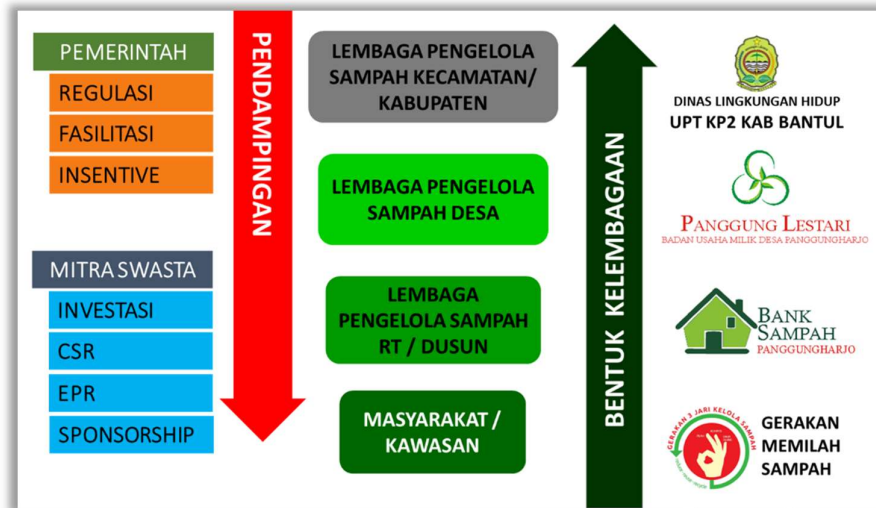 PEMERINTAH
REGULASI
FASILITASI
INSENTIVE
MITRA SWASTA
INVESTASI
CSR
EPR
SPONSORSHIP
PENDAMPINGAN
LEMBAGA PENGELOLA
SAMPAH KECAMATAN/
KABUPATEN
LEMBAGA PENGELOLA
SAMPAH DESA
LEMBAGA
PENGELOLA SAMPAH
RT / DUSUN
MASYARAKAT /
KAWASAN
BENTUK KELEMBAGAAN
DINAS LINGKUNGAN HIDUP
UPT KP2 KAB BANTUL
PANGGUNG LESTARI
BADAN USAHA MILIK DESA PANGGUNGHARJO
BANK
SAMPAH
PANGGUNGHARJO
GERAKAN 3 JARI KELOLA SAMPAH
GERAKAN
MEMILAH
SAMPAH